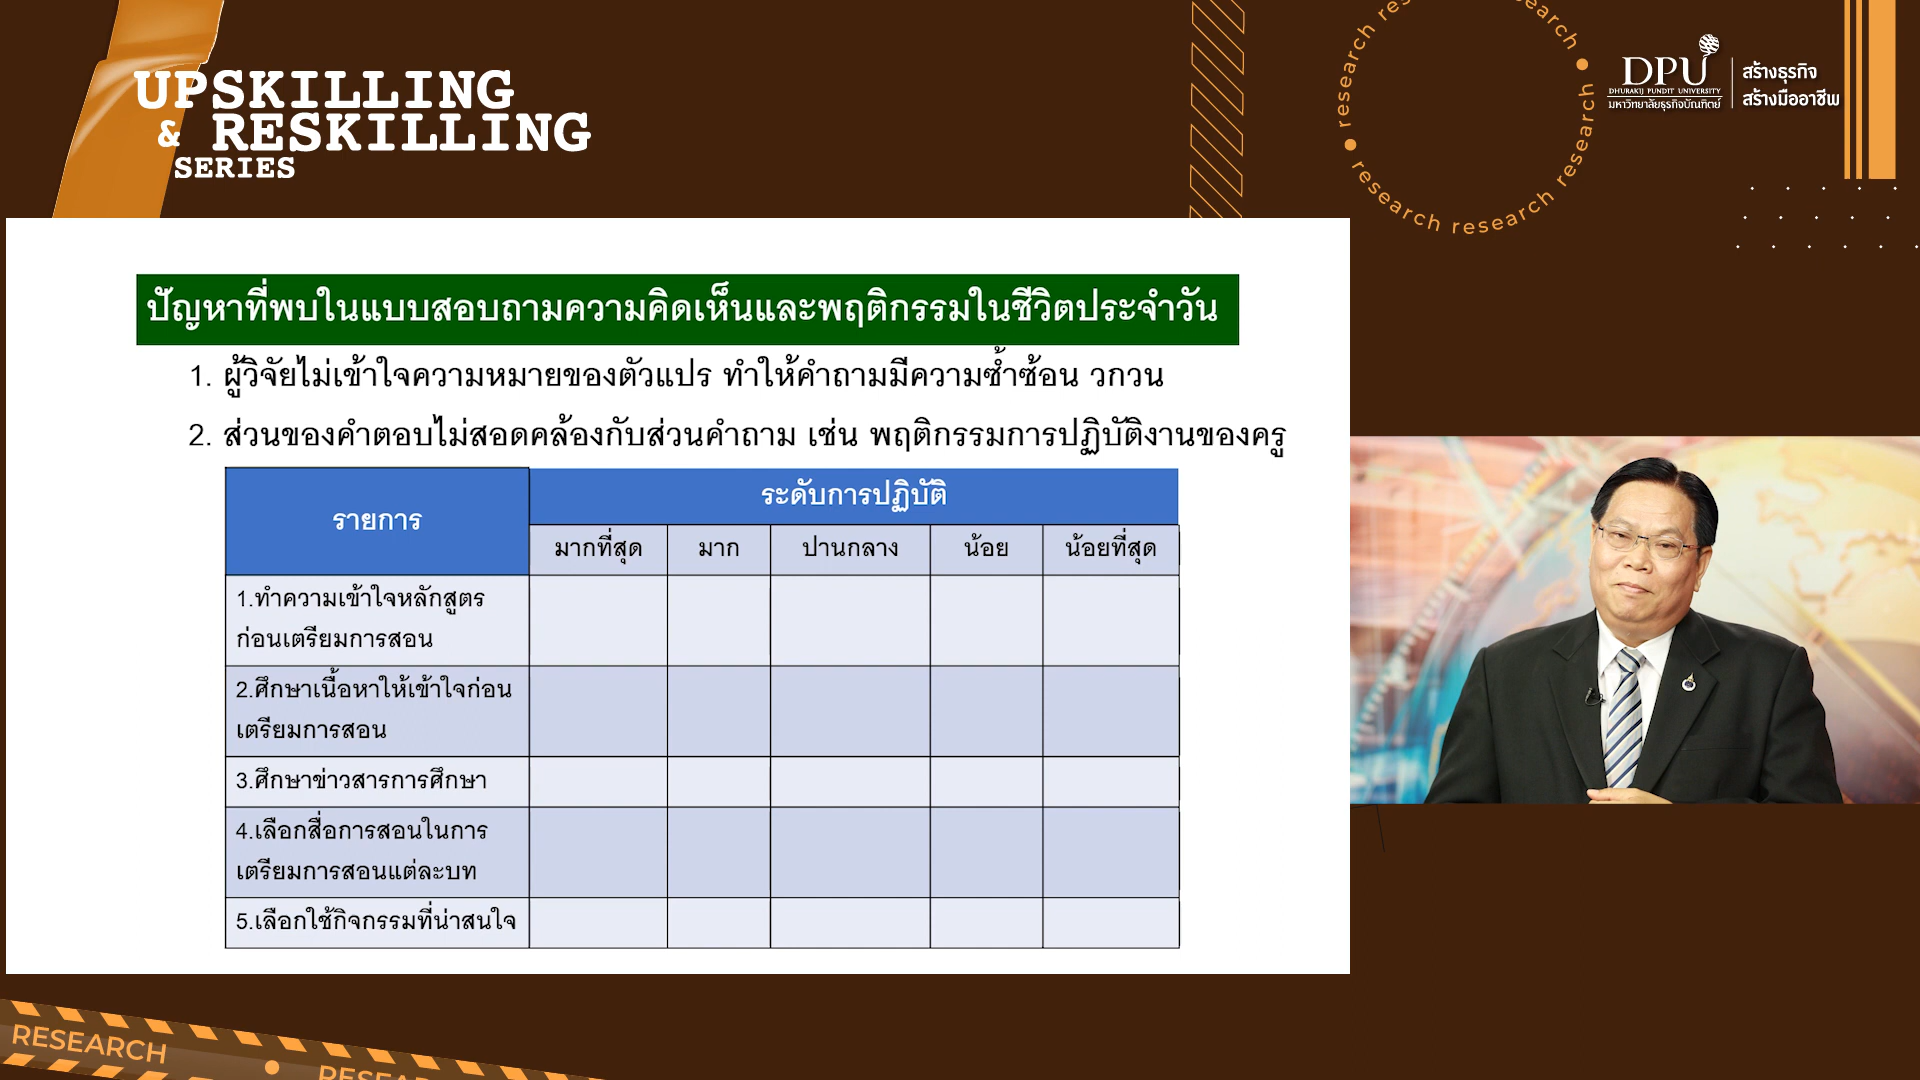 UPSKILLING
& RESKILLING
SERIES
research research research research
DPU
DHURAKIJ PUNDIT UNIVERSITY
มหาวิทยาลัยธุรกิจบัณฑิตย์
สร้างธุรกิจ
สร้างมืออาชีพ
ปัญหาที่พบในแบบสอบถามความคิดเห็นและพฤติกรรมในชีวิตประจำวัน
1. ผู้วิจัยไม่เข้าใจความหมายของตัวแปร ทำให้คำถามมีความซ้ำซ้อน วกวน
2. ส่วนของคำตอบไม่สอดคล้องกับส่วนคำถาม เช่น พฤติกรรมการปฏิบัติงานของครู
รายการ
ระดับการปฏิบัติ
มากที่สุด มาก ปานกลาง น้อย น้อยที่สุด
1.ทำความเข้าใจหลักสูตร
ก่อนเตรียมการสอน
2.ศึกษาเนื้อหาให้เข้าใจก่อน
เตรียมการสอน
3.ศึกษาข่าวสารการศึกษา
4.เลือกสื่อการสอนในการ
เตรียมการสอนแต่ละบท
5.เลือกใช้กิจกรรมที่น่าสนใจ
RESEARCH